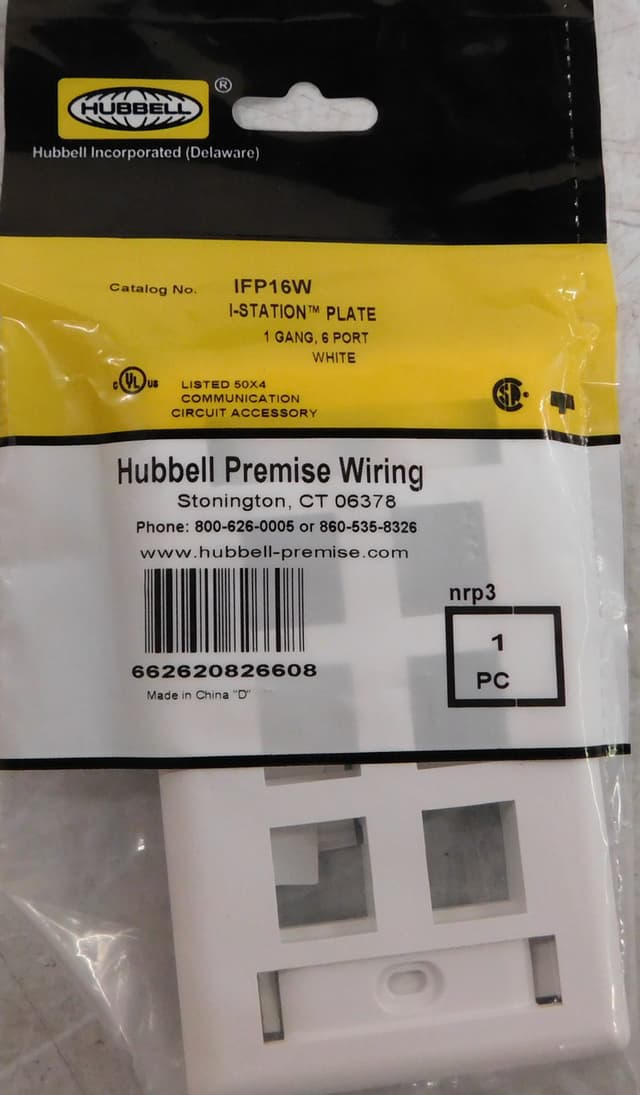 HUBBELL ®
Hubbell Incorporated (Delaware)
Catalog No. IFP16W
I-STATION™ PLATE
1 GANG, 6 PORT
WHITE
C UL US LISTED 50X4
COMMUNICATION
CIRCUIT ACCESSORY
Hubbell Premise Wiring
Stonington, CT 06378
Phone: 800-626-0005 or 860-535-8326
www.hubbell-premise.com
nrp3
1
PC
662620826608
Made in China "D"